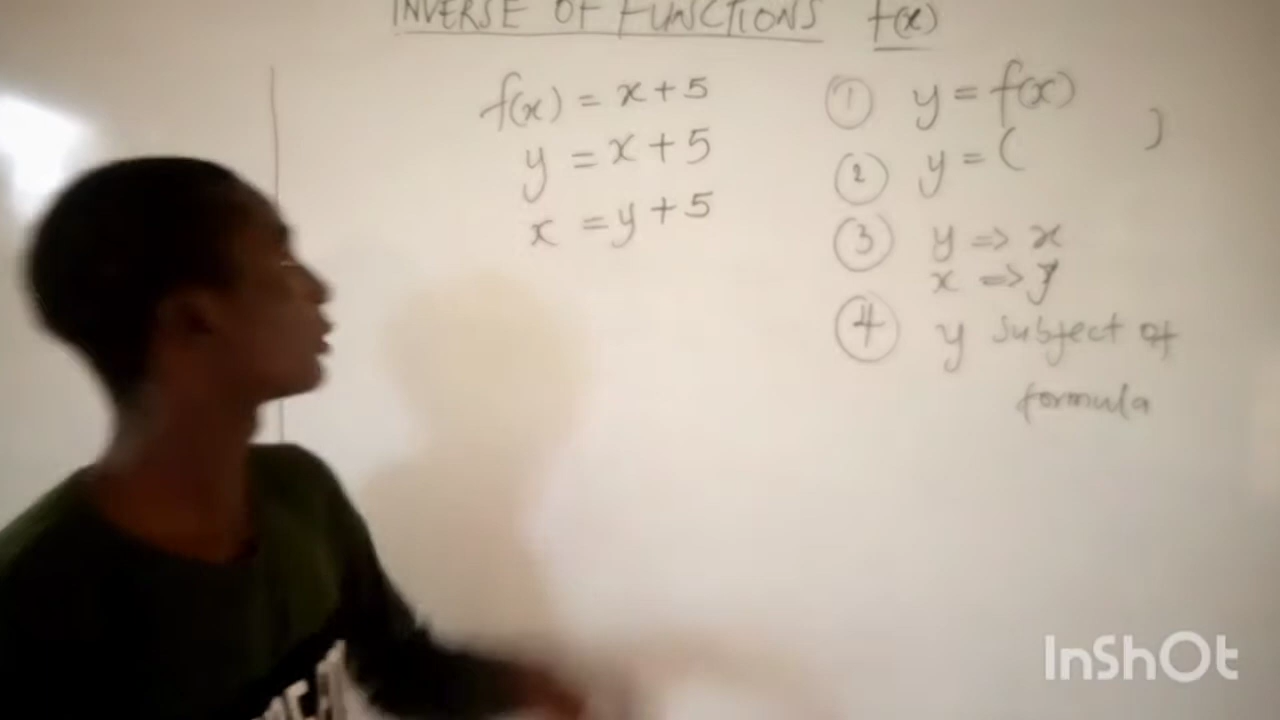 INVERSE OF FUNCTIONS f(x)
f(x) = x + 5
y = x + 5
x = y + 5
① y = f(x)
② y = ( )
③ y => x
x => y
④ y subject of
formula
InShOt